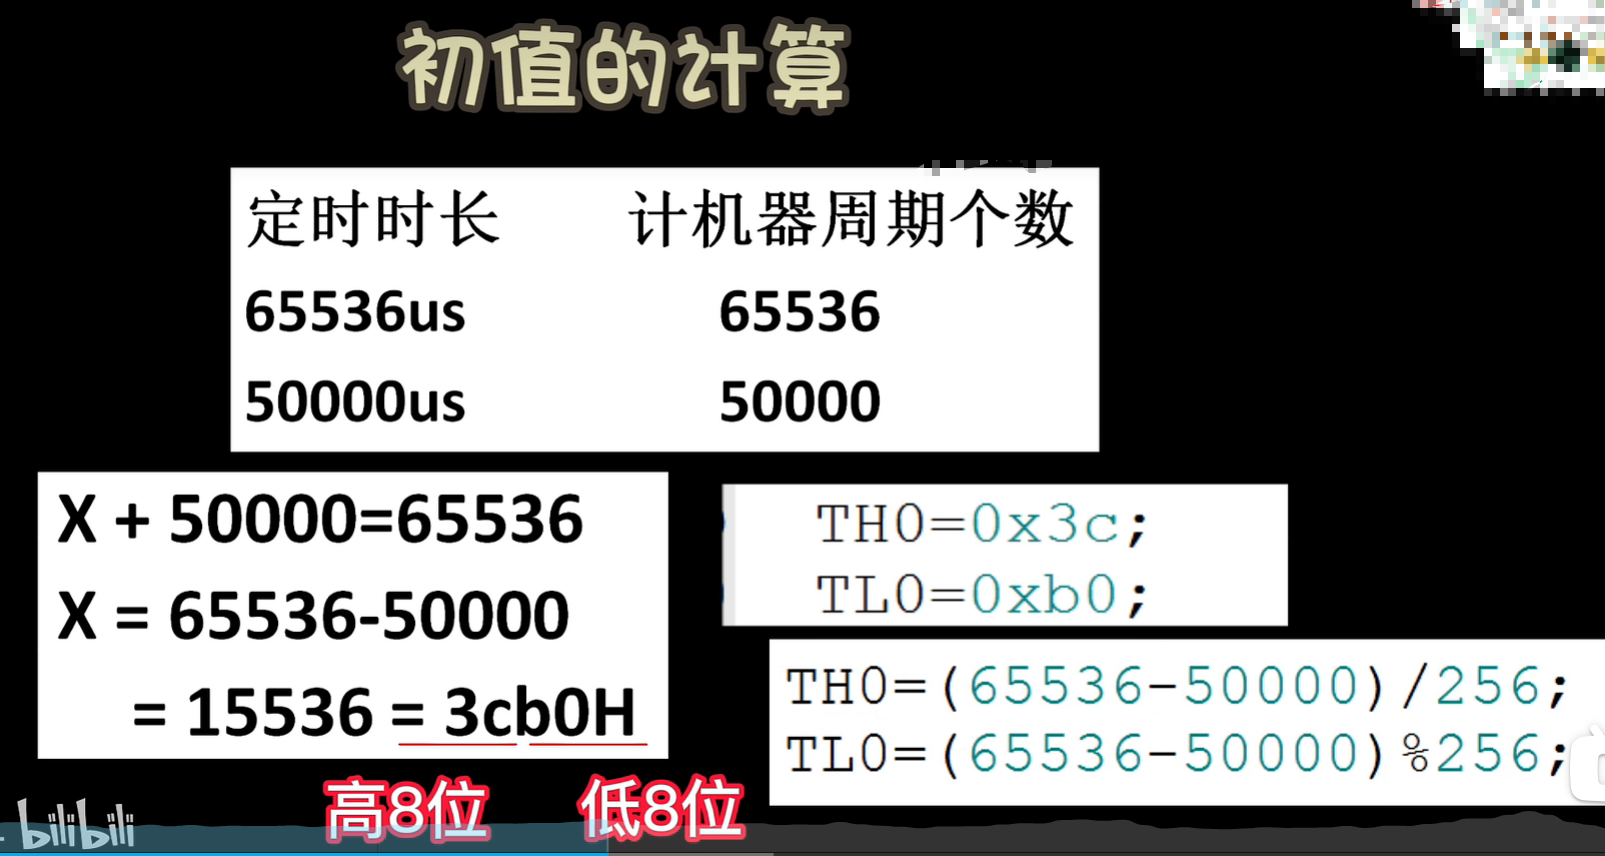 初值的计算
定时时长 计机器周期个数
65536us 65536
50000us 50000
X + 50000=65536
X = 65536-50000
= 15536 = 3cb0H
高8位 低8位
TH0=0x3c;
TL0=0xb0;
TH0=(65536-50000)/256;
TL0=(65536-50000)%256;
bilibili